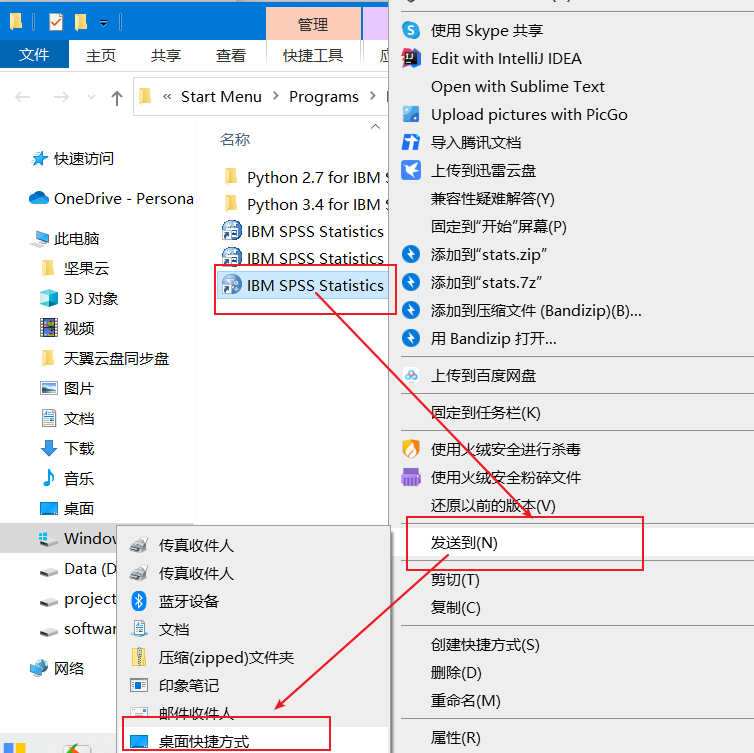 管理
文件
主页
共享
查看
快捷工具
« Start Menu > Programs >
名称
快速访问
OneDrive - Persona
此电脑
坚果云
3D 对象
视频
天翼云盘同步盘
图片
文档
下载
音乐
桌面
Window
Data (D
project
softwar
网络
Python 2.7 for IBM S
Python 3.4 for IBM S
IBM SPSS Statistics
IBM SPSS Statistics
IBM SPSS Statistics
使用 Skype 共享
Edit with IntelliJ IDEA
Open with Sublime Text
Upload pictures with PicGo
导入腾讯文档
上传到迅雷云盘
兼容性疑难解答(Y)
固定到"开始"屏幕(P)
添加到"stats.zip"
添加到"stats.7z"
添加到压缩文件 (Bandizip)(B)...
用 Bandizip 打开...
上传到百度网盘
固定到任务栏(K)
使用火绒安全进行杀毒
使用火绒安全粉碎文件
还原以前的版本(V)
发送到(N)
剪切(T)
复制(C)
创建快捷方式(S)
删除(D)
重命名(M)
属性(R)
传真收件人
传真收件人
蓝牙设备
文档
压缩(zipped)文件夹
印象笔记
邮件收件人
桌面快捷方式